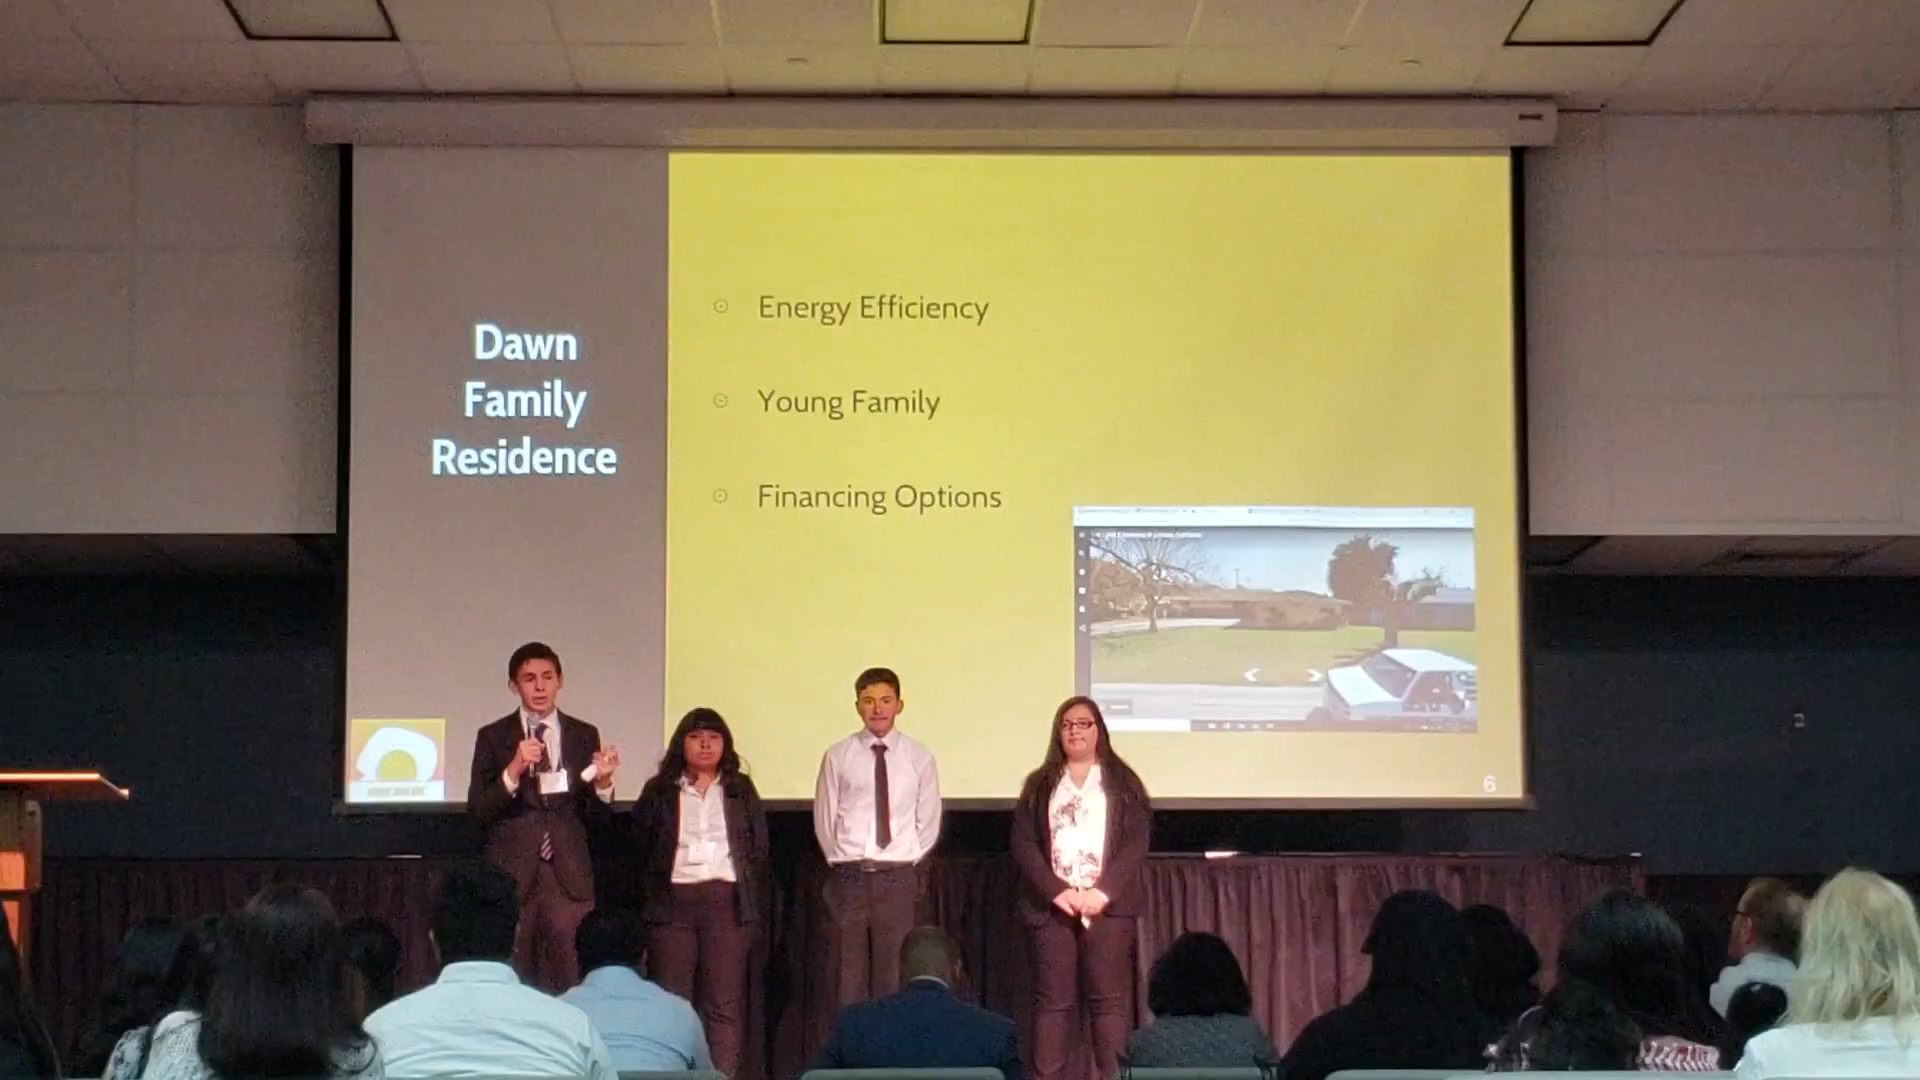 Dawn
Family
Residence
Energy Efficiency
Young Family
Financing Options
6